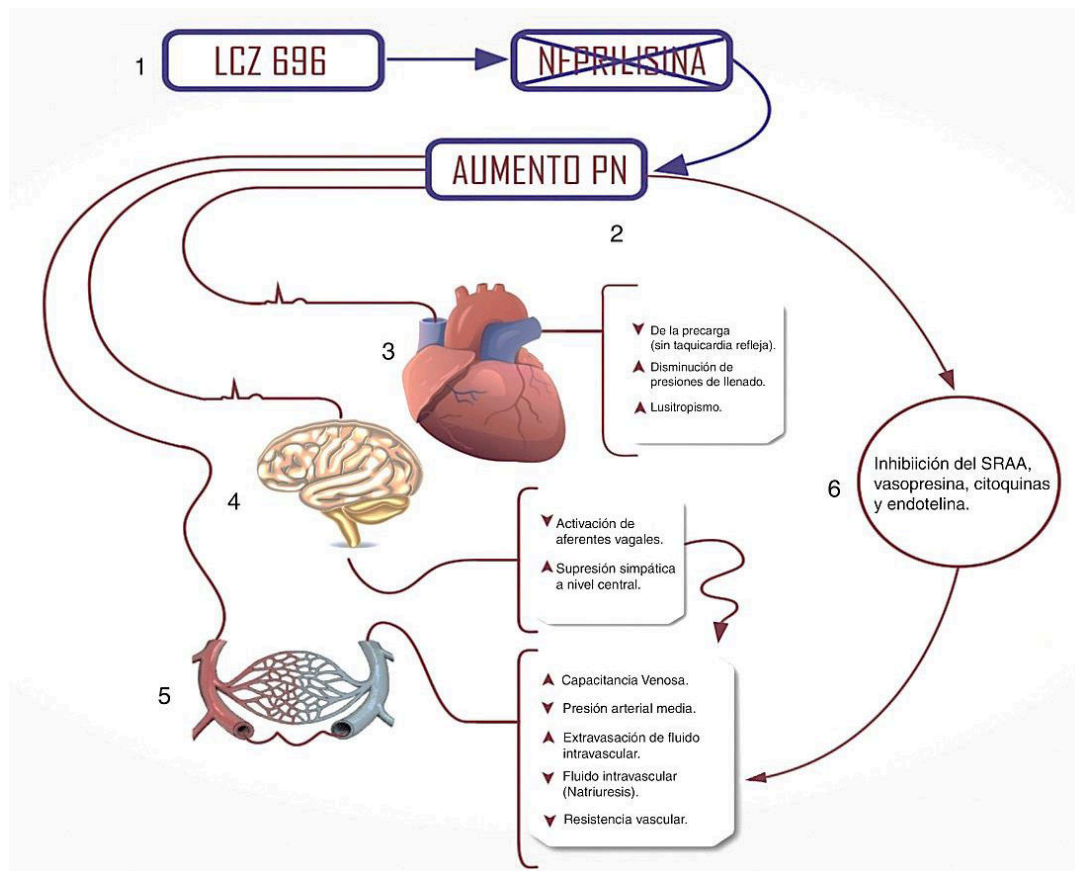 1
LCZ 696
NEPRILISINA
AUMENTO PN
2
3
De la precarga
(sin taquicardia refleja).
Disminución de
presiones de llenado.
Lusitropismo.
4
Activación de
aferentes vagales.
Supresión simpática
a nivel central.
5
Capacitancia Venosa.
Presión arterial media.
Extravasación de fluido
intravascular.
Fluido intravascular
(Natriuresis).
Resistencia vascular.
6
Inhibiición del SRAA,
vasopresina, citoquinas
y endotelina.